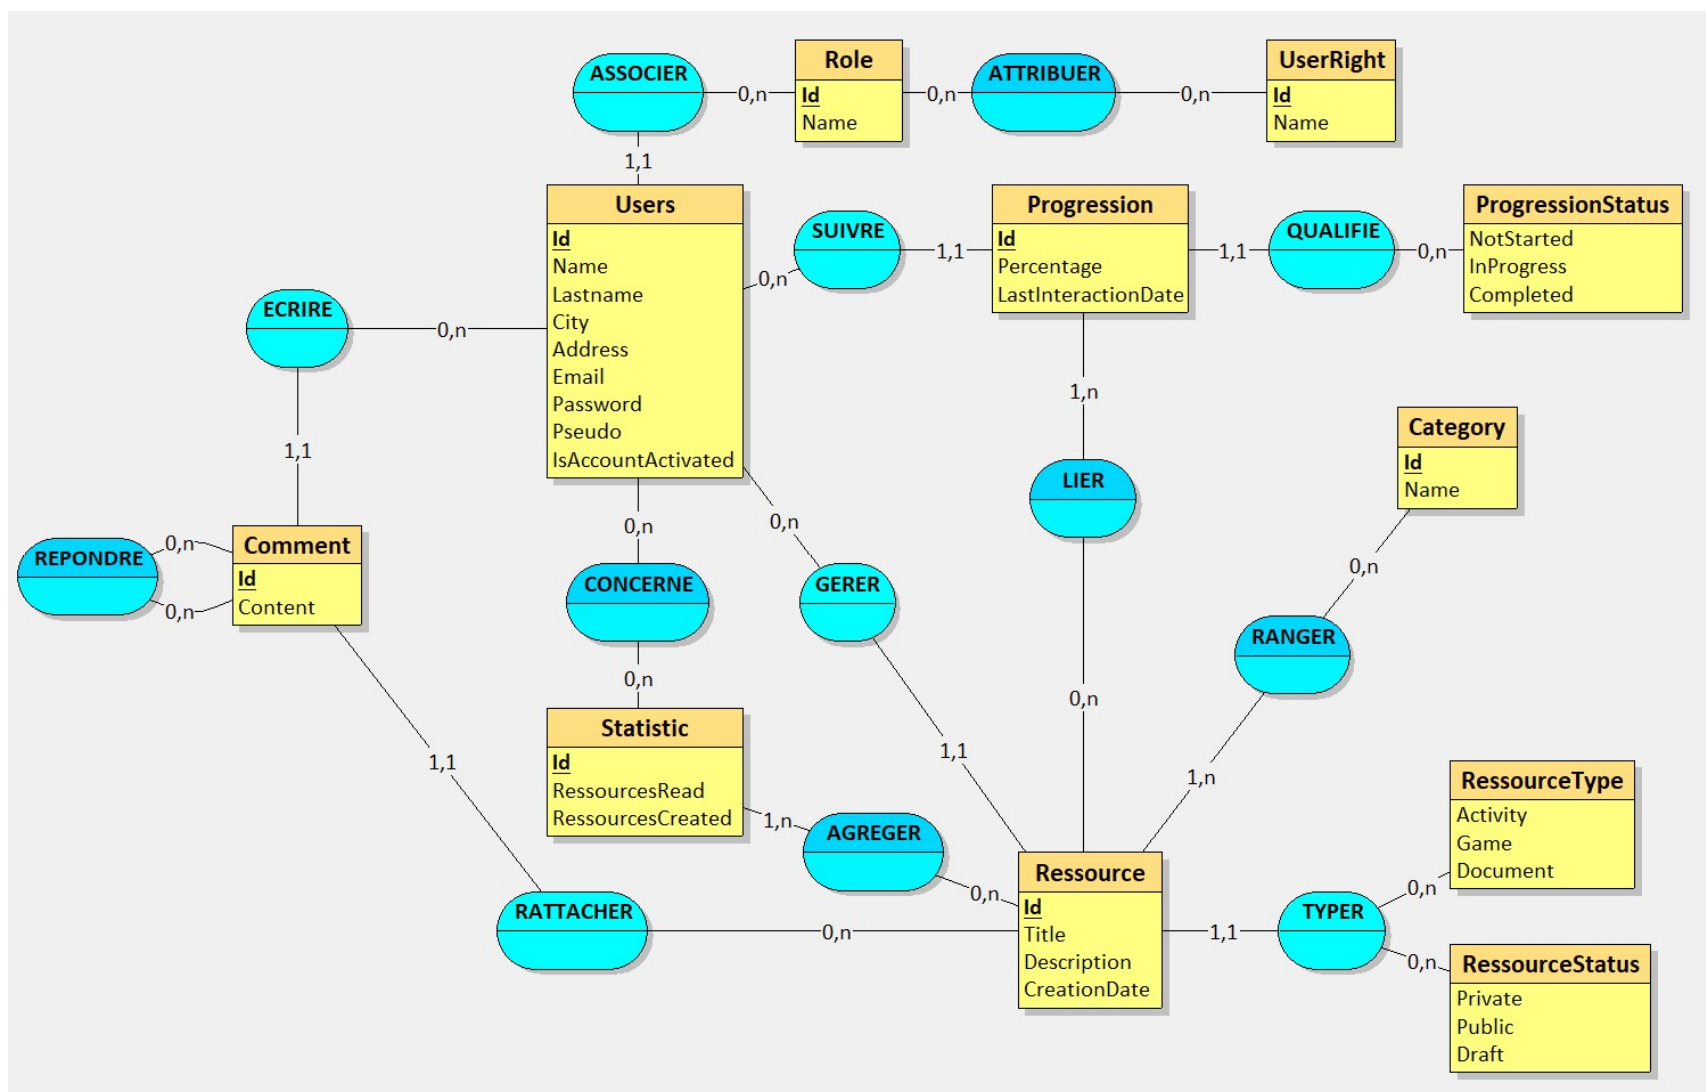 ASSOCIER
0,n
Role
Id
Name
0,n
ATTRIBUER
0,n
UserRight
Id
Name
1,1
Users
Id
Name
Lastname
City
Address
Email
Password
Pseudo
IsAccountActivated
0,n
SUIVRE
1,1
Progression
Id
Percentage
LastInteractionDate
1,1
QUALIFIE
0,n
ProgressionStatus
NotStarted
InProgress
Completed
ECRIRE
0,n
1,1
1,n
LIER
0,n
Category
Id
Name
0,n
RANGER
1,n
REPONDRE
0,n
0,n
Comment
Id
Content
0,n
CONCERNE
0,n
0,n
GERER
1,1
Statistic
Id
RessourcesRead
RessourcesCreated
1,n
AGREGER
0,n
1,1
RATTACHER
0,n
Ressource
Id
Title
Description
CreationDate
1,1
TYPER
0,n
RessourceType
Activity
Game
Document
0,n
RessourceStatus
Private
Public
Draft